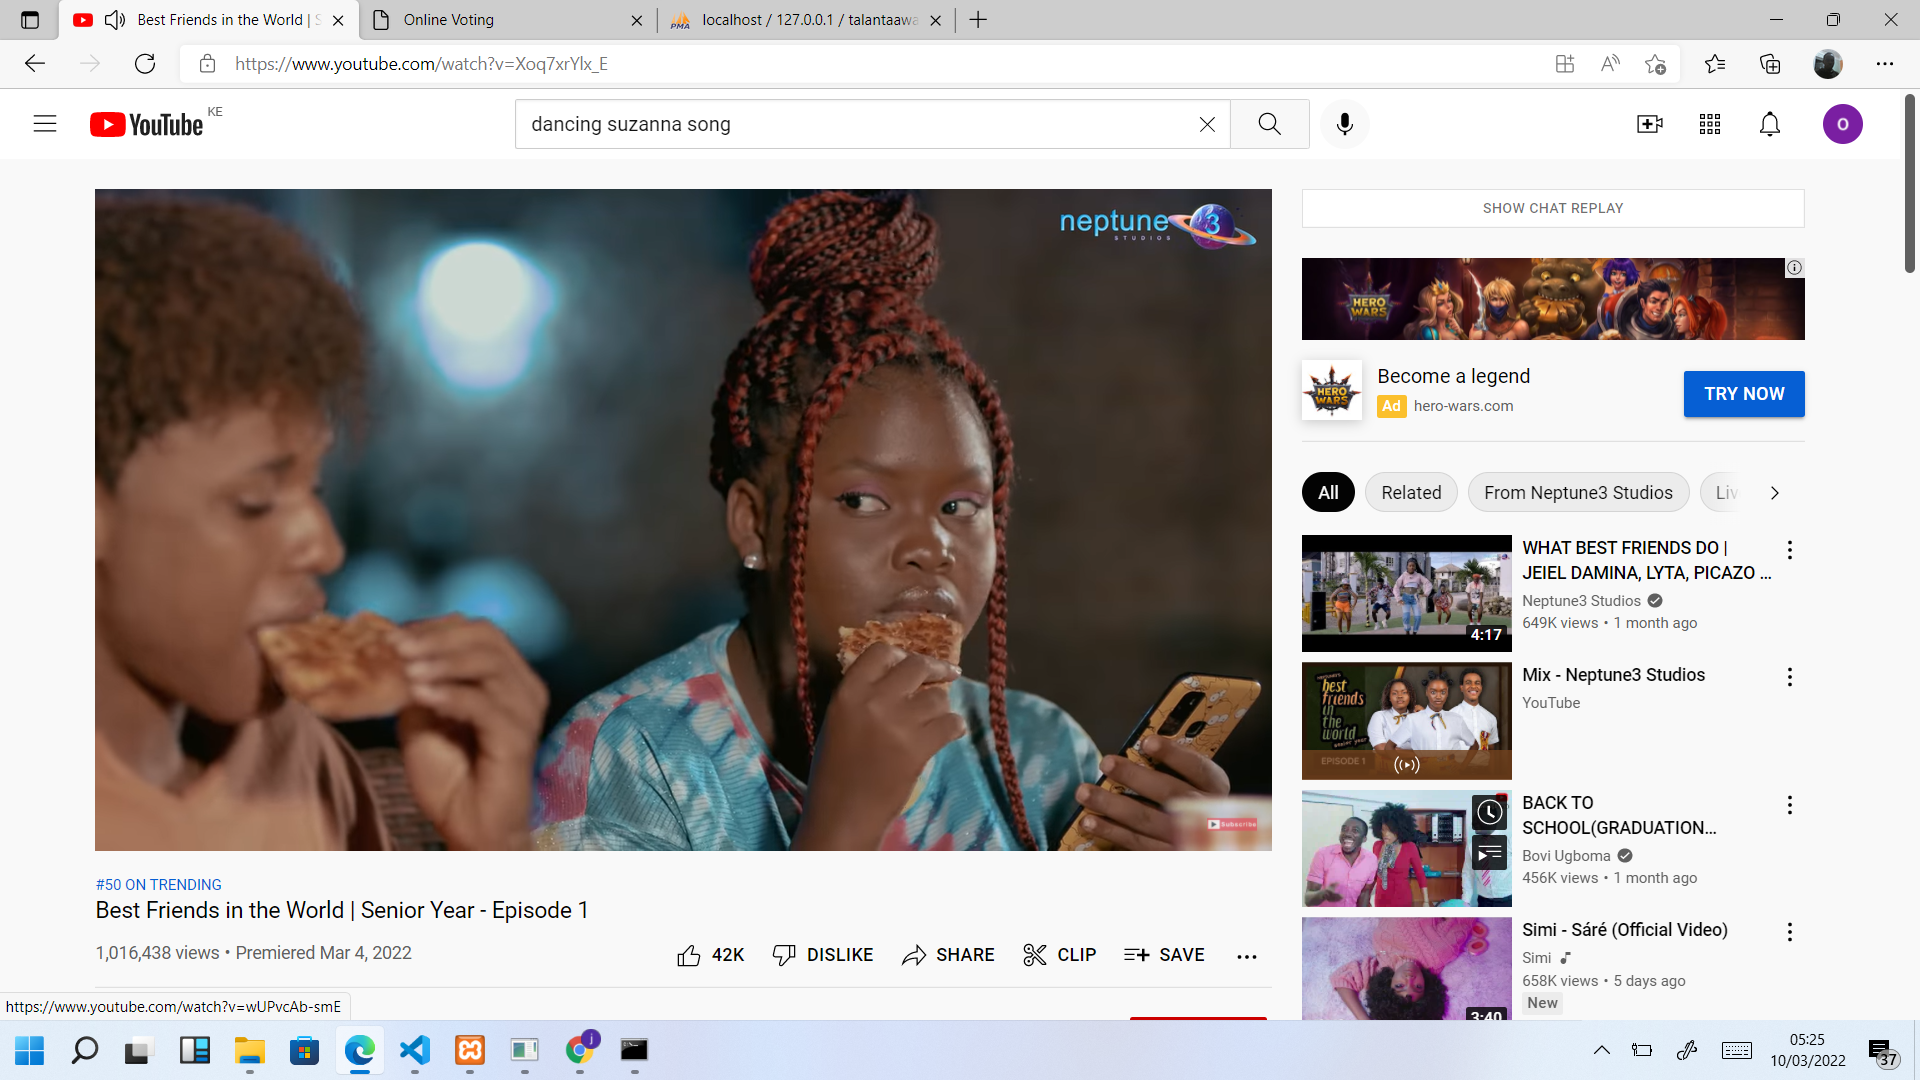 Best Friends in the World | S
Online Voting
localhost / 127.0.0.1 / talantaawa
https://www.youtube.com/watch?v=Xoq7xrYlx_E
YouTube KE
dancing suzanna song
O
neptune 3
STUDIOS
Subscribe
#50 ON TRENDING
Best Friends in the World | Senior Year - Episode 1
1,016,438 views • Premiered Mar 4, 2022
42K
DISLIKE
SHARE
CLIP
SAVE
SHOW CHAT REPLAY
HERO WARS
HERO WARS
Become a legend
Ad hero-wars.com
TRY NOW
All
Related
From Neptune3 Studios
Liv
4:17
WHAT BEST FRIENDS DO |
JEIEL DAMINA, LYTA, PICAZO ...
Neptune3 Studios
649K views • 1 month ago
best
friends
in
the
world
senior year
EPISODE 1
Mix - Neptune3 Studios
YouTube
BACK TO
SCHOOL(GRADUATION...
Bovi Ugboma
456K views • 1 month ago
3:40
Simi - Sáré (Official Video)
Simi
658K views • 5 days ago
New
https://www.youtube.com/watch?v=wUPvcAb-smE
j
05:25
10/03/2022
37